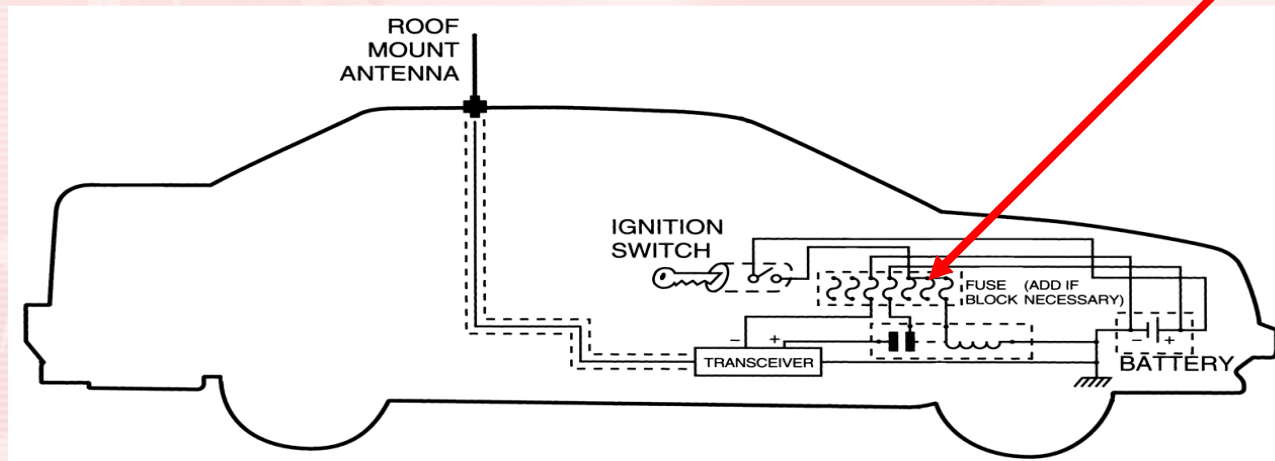 ROOF
MOUNT
ANTENNA
IGNITION
SWITCH
FUSE (ADD IF
BLOCK NECESSARY)
− +
TRANSCEIVER
− +
BATTERY